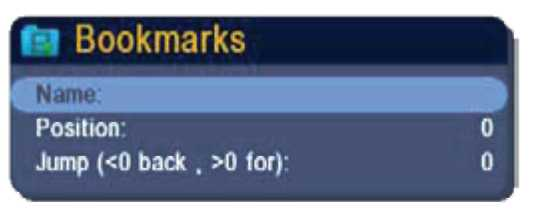 Bookmarks
Name:
Position: 0
Jump (<0 back , >0 for): 0